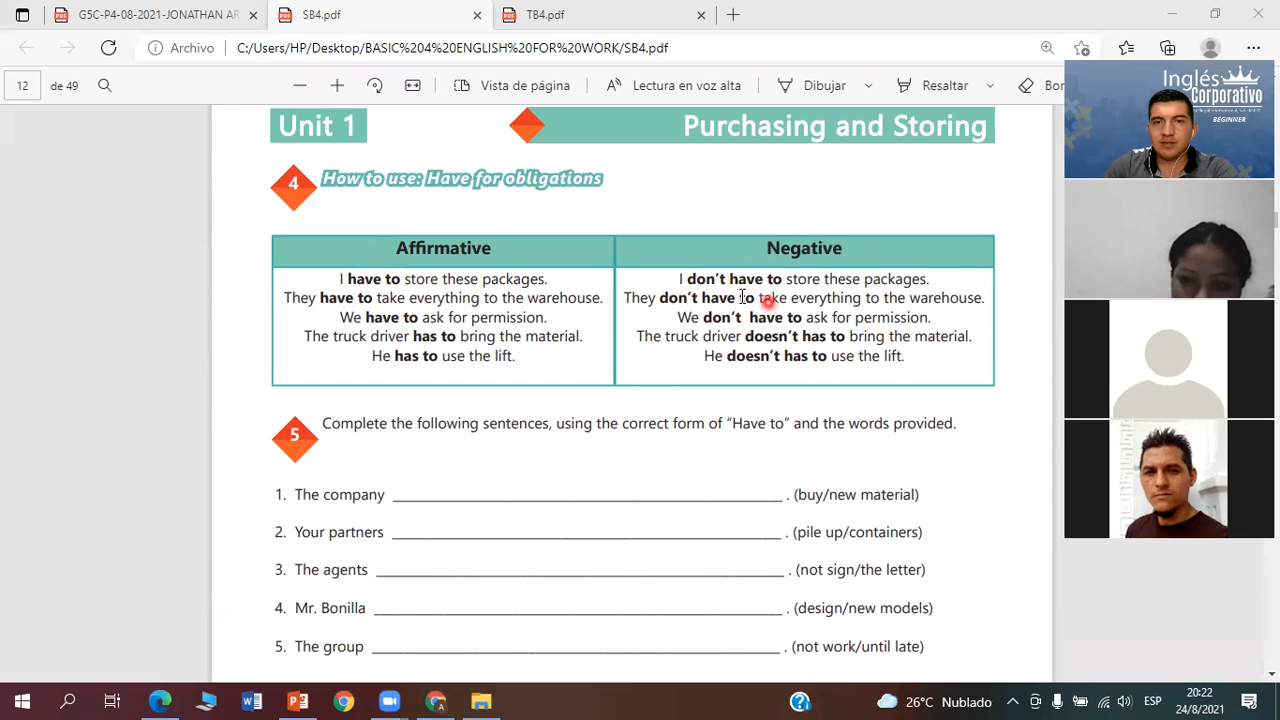 G5C-P4-08-2021-JONATHAN AR
SB4.pdf
TB4.pdf
Archivo
C:/Users/HP/Desktop/BASIC%204%20ENGLISH%20FOR%20WORK/SB4.pdf
12 de 49
Vista de página
Lectura en voz alta
Dibujar
Resaltar
Bor
Unit 1
Purchasing and Storing
4 How to use: Have for obligations
Affirmative
I have to store these packages.
They have to take everything to the warehouse.
We have to ask for permission.
The truck driver has to bring the material.
He has to use the lift.
Negative
I don't have to store these packages.
They don't have to take everything to the warehouse.
We don't have to ask for permission.
The truck driver doesn't has to bring the material.
He doesn't has to use the lift.
5 Complete the following sentences, using the correct form of "Have to" and the words provided.
1. The company ______ . (buy/new material)
2. Your partners ______ . (pile up/containers)
3. The agents ______ . (not sign/the letter)
4. Mr. Bonilla ______ . (design/new models)
5. The group ______ . (not work/until late)
Inglés
Corporativo
BEGINNER
26°C Nublado
ESP
20:22
24/8/2021